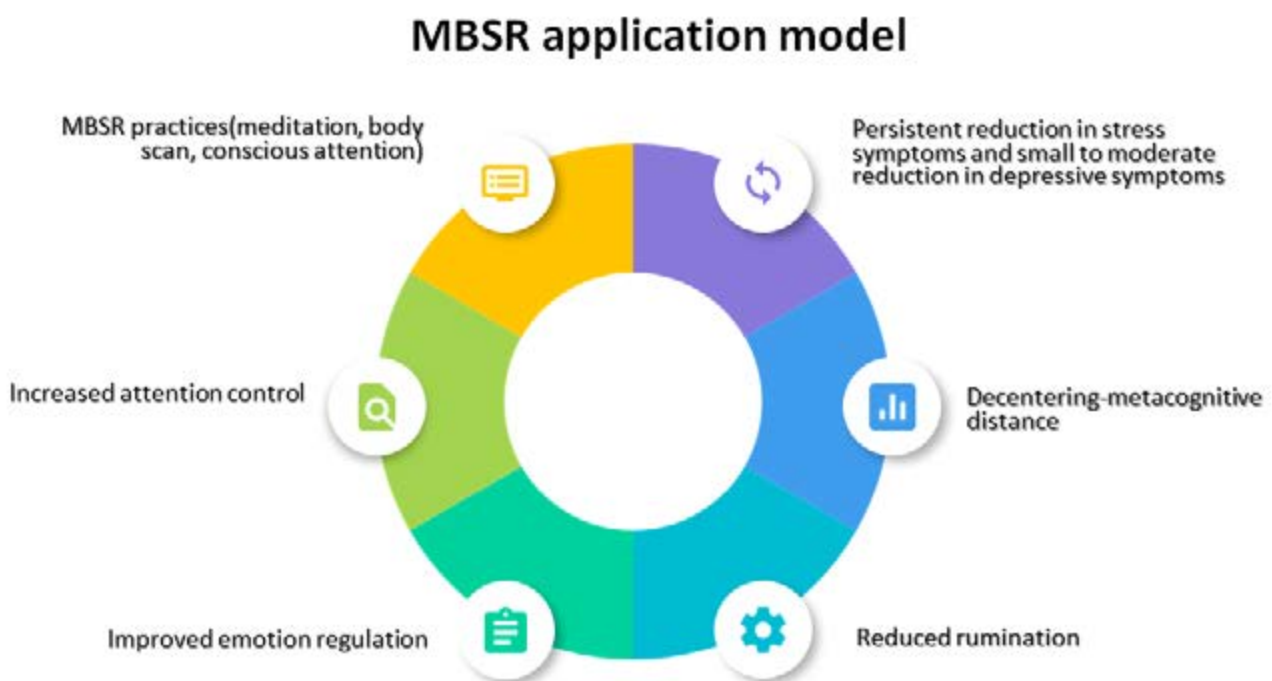 MBSR application model
MBSR practices(meditation, body
scan, conscious attention)
Persistent reduction in stress
symptoms and small to moderate
reduction in depressive symptoms
Increased attention control
Decentering-metacognitive
distance
Improved emotion regulation
Reduced rumination